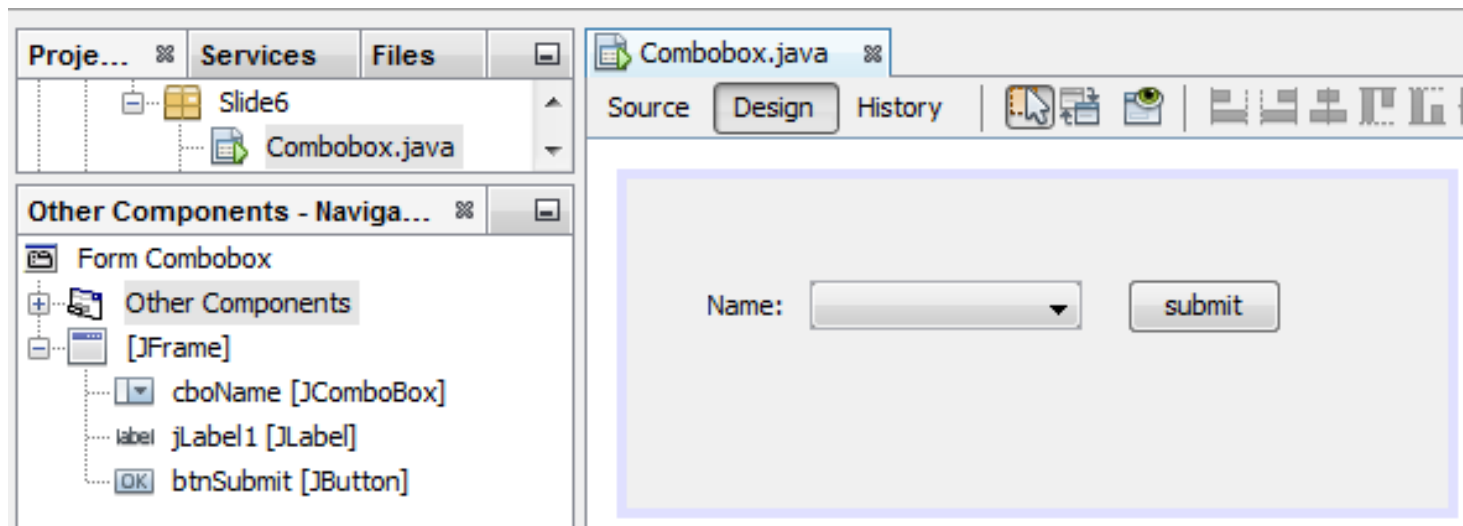 Proje... Services Files
Slide6
Combobox.java
Other Components - Naviga...
Form Combobox
Other Components
[JFrame]
cboName [JComboBox]
label jLabel1 [JLabel]
OK btnSubmit [JButton]
Combobox.java
Source Design History
Name: submit